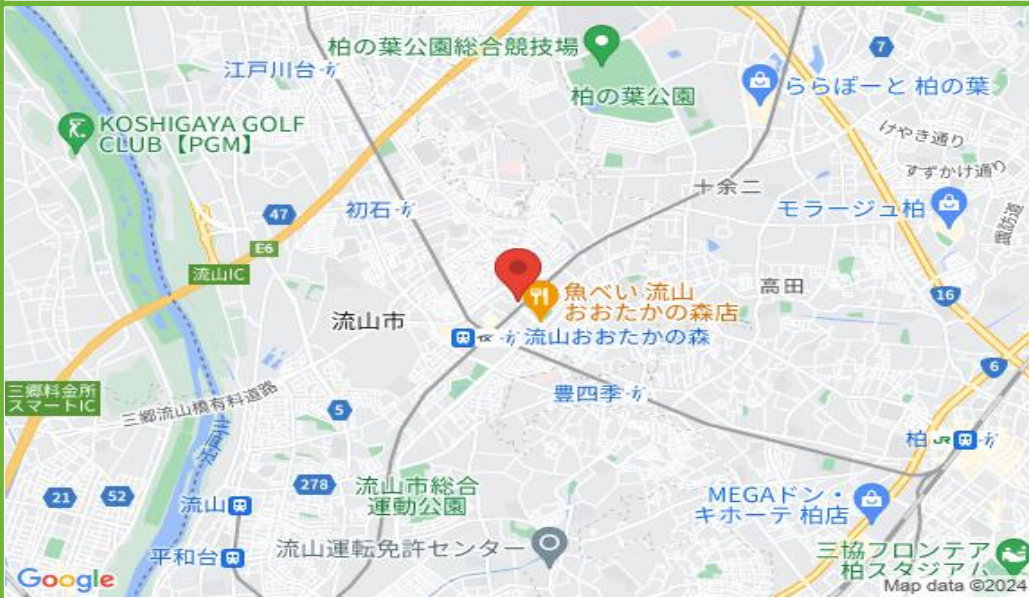 柏の葉公園総合競技場
7
江戸川台
柏の葉公園
ららぽーと 柏の葉
KOSHIGAYA GOLF
CLUB【PGM】
けやき通り
すずかけ通り
十余二
47
初石
モラージュ柏
諏訪道
E6
流山IC
魚べい 流山
おおたかの森店
高田
16
流山市
TX
流山おおたかの森
6
豊四季
三郷料金所
スマートIC
三郷流山橋有料道路
5
柏 JR
21
52
278
流山市総合
運動公園
流山
MEGAドン・
キホーテ 柏店
平和台
流山運転免許センター
三協フロンテア
柏スタジアム
Google
Map data ©2024